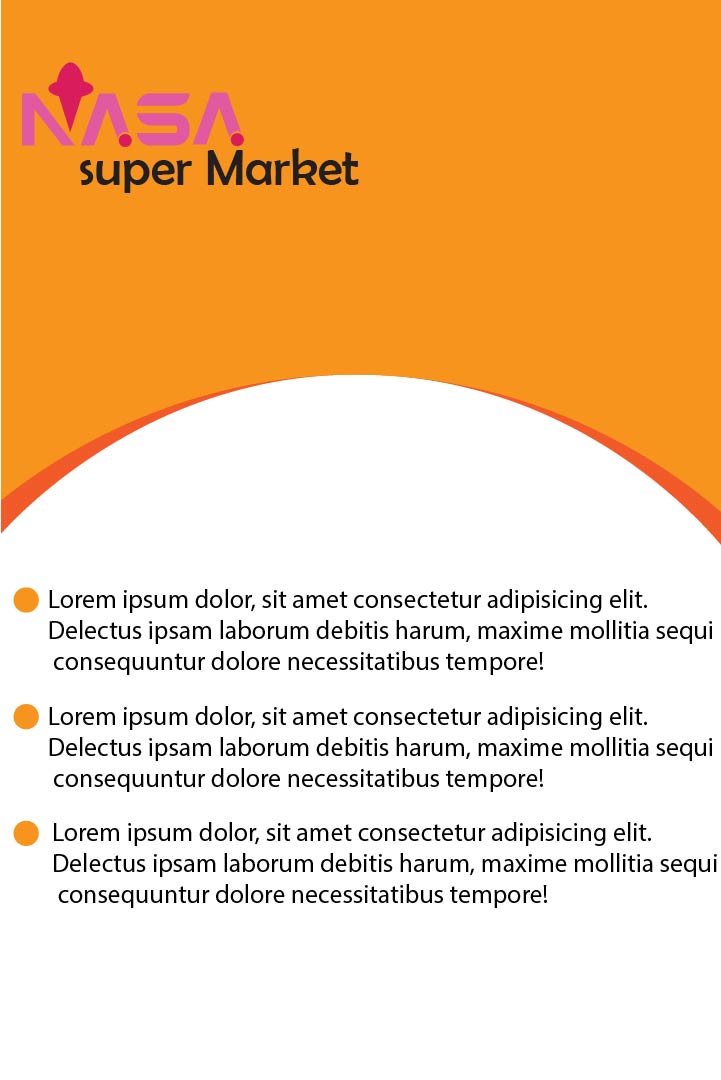 NASA
super Market
Lorem ipsum dolor, sit amet consectetur adipisicing elit.
Delectus ipsam laborum debitis harum, maxime mollitia sequi
consequuntur dolore necessitatibus tempore!
Lorem ipsum dolor, sit amet consectetur adipisicing elit.
Delectus ipsam laborum debitis harum, maxime mollitia sequi
consequuntur dolore necessitatibus tempore!
Lorem ipsum dolor, sit amet consectetur adipisicing elit.
Delectus ipsam laborum debitis harum, maxime mollitia sequi
consequuntur dolore necessitatibus tempore!